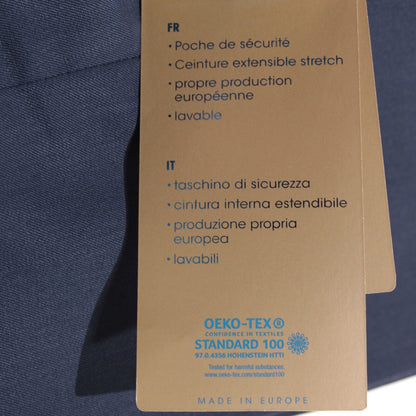 FR
• Poche de sécurité
• Ceinture extensible stretch
• propre production
européenne
• lavable
IT
• taschino di sicurezza
• cintura interna estendibile
• produzione propria
europea
• lavabili
OEKO-TEX®
CONFIDENCE IN TEXTILES
STANDARD 100
97.0.4356 HOHENSTEIN HTTI
Tested for harmful substances.
www.oeko-tex.com/standard100
MADE IN EUROPE